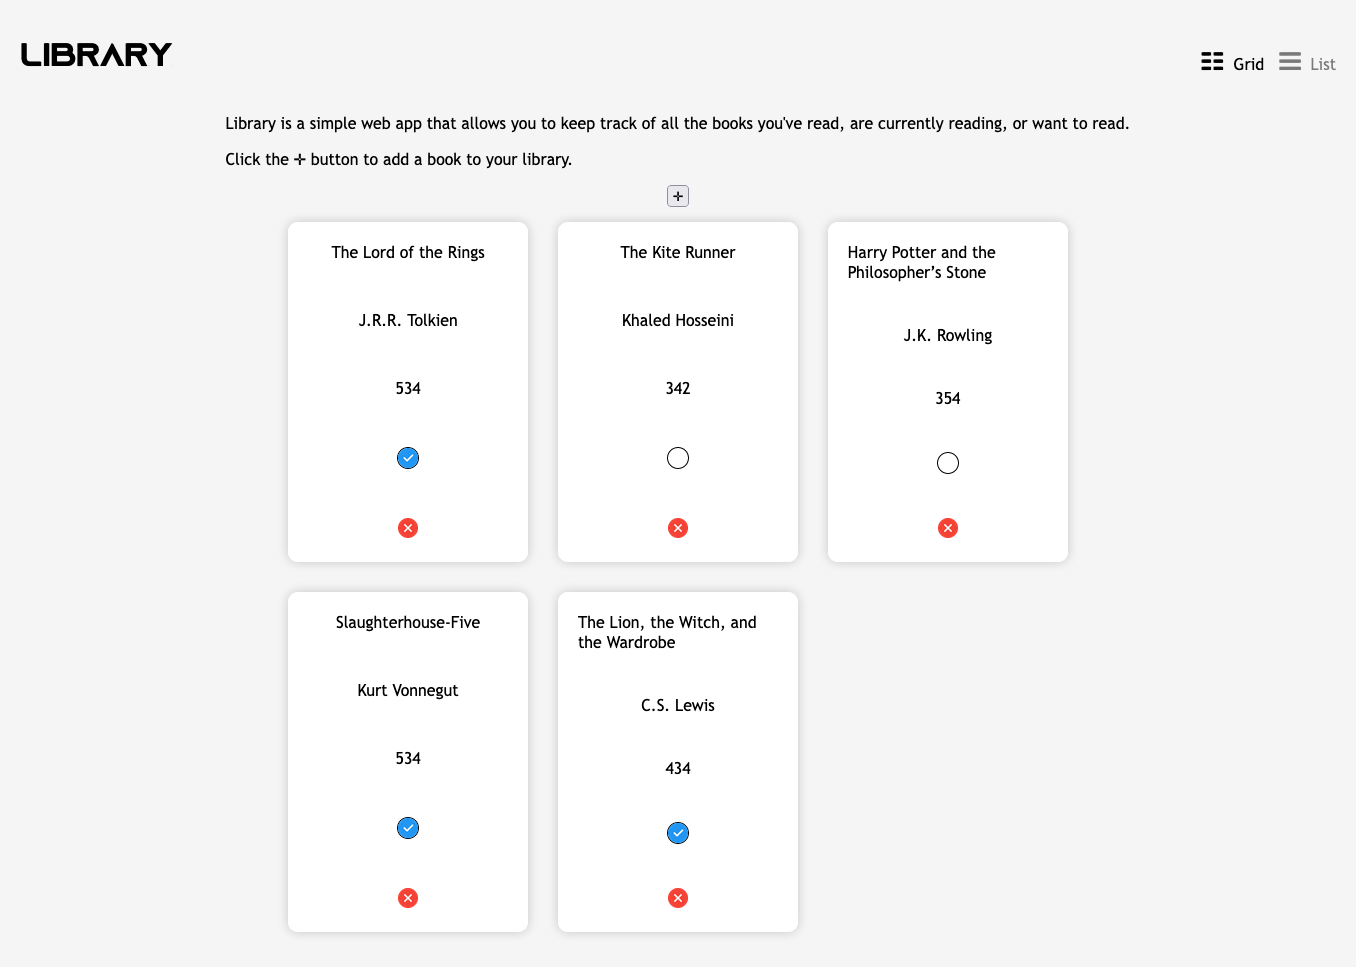 LIBRARY
Grid
List
Library is a simple web app that allows you to keep track of all the books you've read, are currently reading, or want to read.
Click the ✛ button to add a book to your library.
✛
The Lord of the Rings
J.R.R. Tolkien
534
The Kite Runner
Khaled Hosseini
342
Harry Potter and the
Philosopher’s Stone
J.K. Rowling
354
Slaughterhouse-Five
Kurt Vonnegut
534
The Lion, the Witch, and
the Wardrobe
C.S. Lewis
434